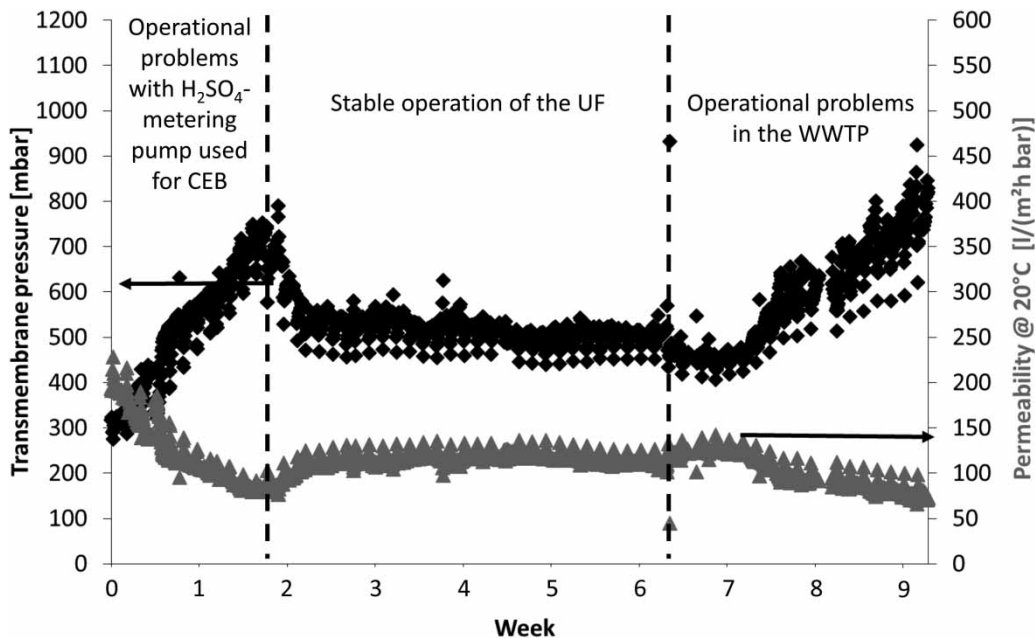 1200
1100
1000
900
800
700
600
500
400
300
200
100
0
Transmembrane pressure [mbar]
Operational
problems
with H₂SO₄-
metering
pump used
for CEB
Stable operation of the UF
Operational problems
in the WWTP
600
550
500
450
400
350
300
250
200
150
100
50
0
Permeability @ 20°C [l/(m²h bar)]
0 1 2 3 4 5 6 7 8 9
Week